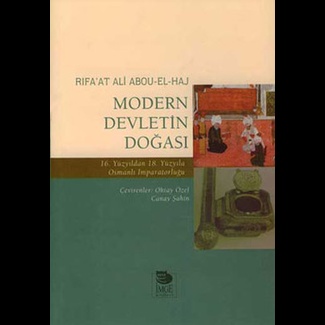 RIFA'AT ALİ ABOU-EL-HAJ
MODERN
DEVLETİN
DOĞASI
16. Yüzyıldan 18. Yüzyıla
Osmanlı İmparatorluğu
Çevirenler: Oktay Özel
Canay Şahin
İMGE